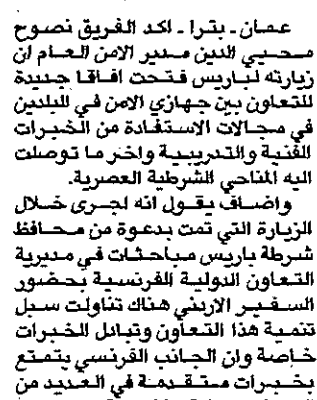 عمان ـ بترا ـ اكد الفريق نصوح
محيي الدين مدير الامن العام ان
زيارته لباريس فتحت افاقا جديدة
للتعاون بين جهازي الامن في البلدين
في مجالات الاستفادة من الخبرات
الفنية والتدريبية واخر ما توصلت
اليه المناحي الشرطية العصرية.
واضاف يقول انه اجرى خلال
الزيارة التي تمت بدعوة من محافظ
شرطة باريس مباحثات في مديرية
التعاون الدولية الفرنسية بحضور
السفير الاردني هناك تناولت سبل
تنمية هذا التعاون وتبادل الخبرات
خاصة وان الجانب الفرنسي يتمتع
بخبرات متقدمة في العديد من